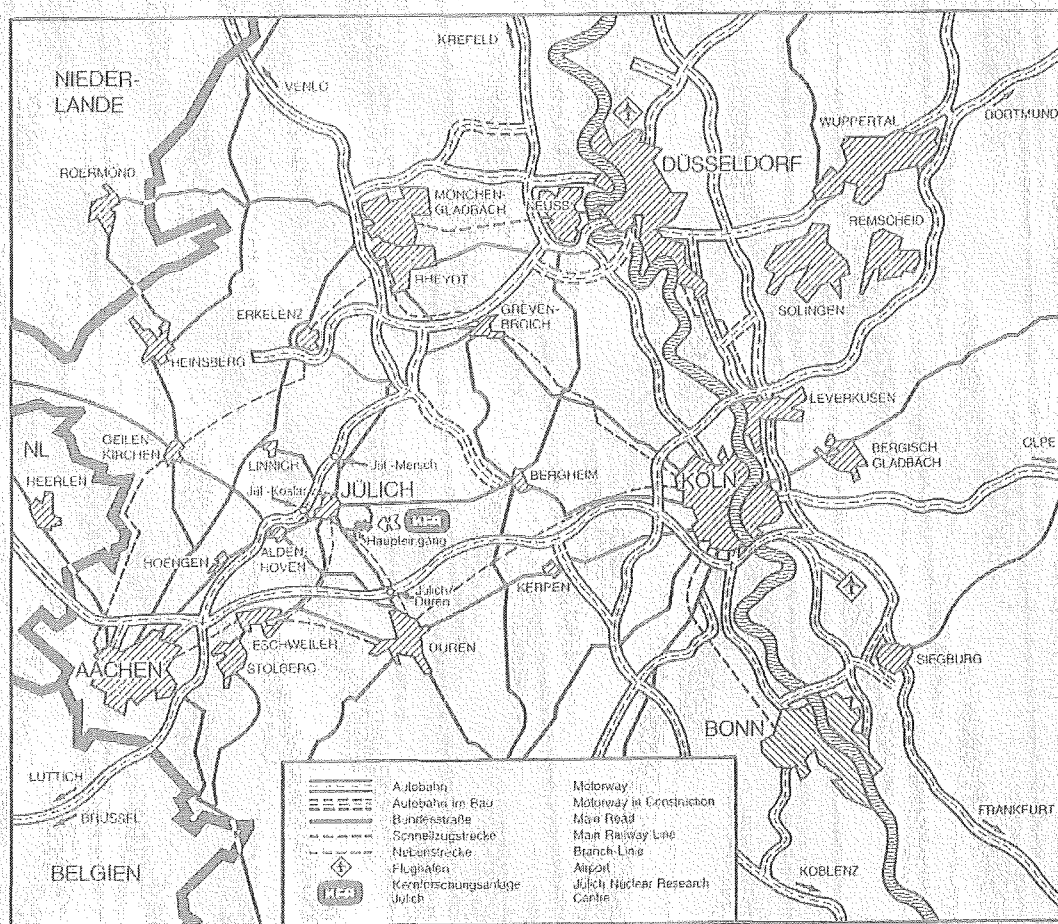 KREFELD
NIEDER-
LANDE
VENLO
WUPPERTAL
DORTMUND
DÜSSELDORF
ROERMOND
MÖNCHEN-
GLADBACH
NEUSS
REMSCHEID
RHEYDT
SOLINGEN
ERKELENZ
GREVEN-
BROICH
HEINSBERG
LEVERKUSEN
NL
GEILEN-
KIRCHEN
LINNICH
Jül.-Mersch
BERGHEIM
BERGISCH
GLADBACH
OLPE
HEERLEN
Jül.-Koslar
JÜLICH
KÖLN
KFA
Haupteingang
HOENGEN
ALDEN-
HOVEN
Jülich/
Düren
KERPEN
ESCHWEILER
DÜREN
AACHEN
STOLBERG
SIEGBURG
BONN
LÜTTICH
BRÜSSEL
FRANKFURT
BELGIEN
KOBLENZ
Autobahn Motorway
Autobahn im Bau Motorway in Construction
Bundesstraße Main Road
Schnellzugstrecke Main Railway Line
Nebenstrecke Branch-Line
Flughafen Airport
KFA Kernforschungsanlage Jülich Nuclear Research
Jülich Centre